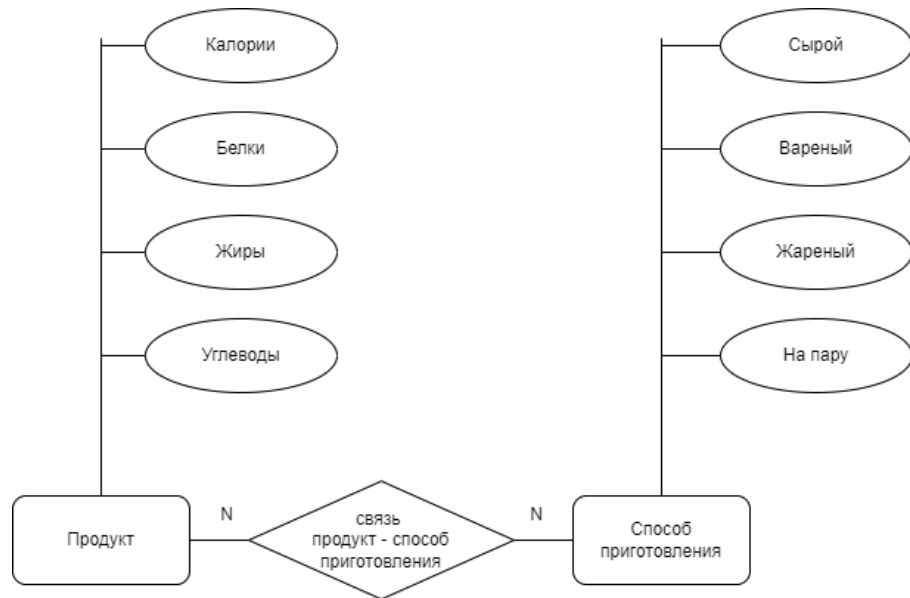 Калории
Сырой
Белки
Вареный
Жиры
Жареный
Углеводы
На пару
Продукт
N
связь
продукт - способ
приготовления
N
Способ
приготовления